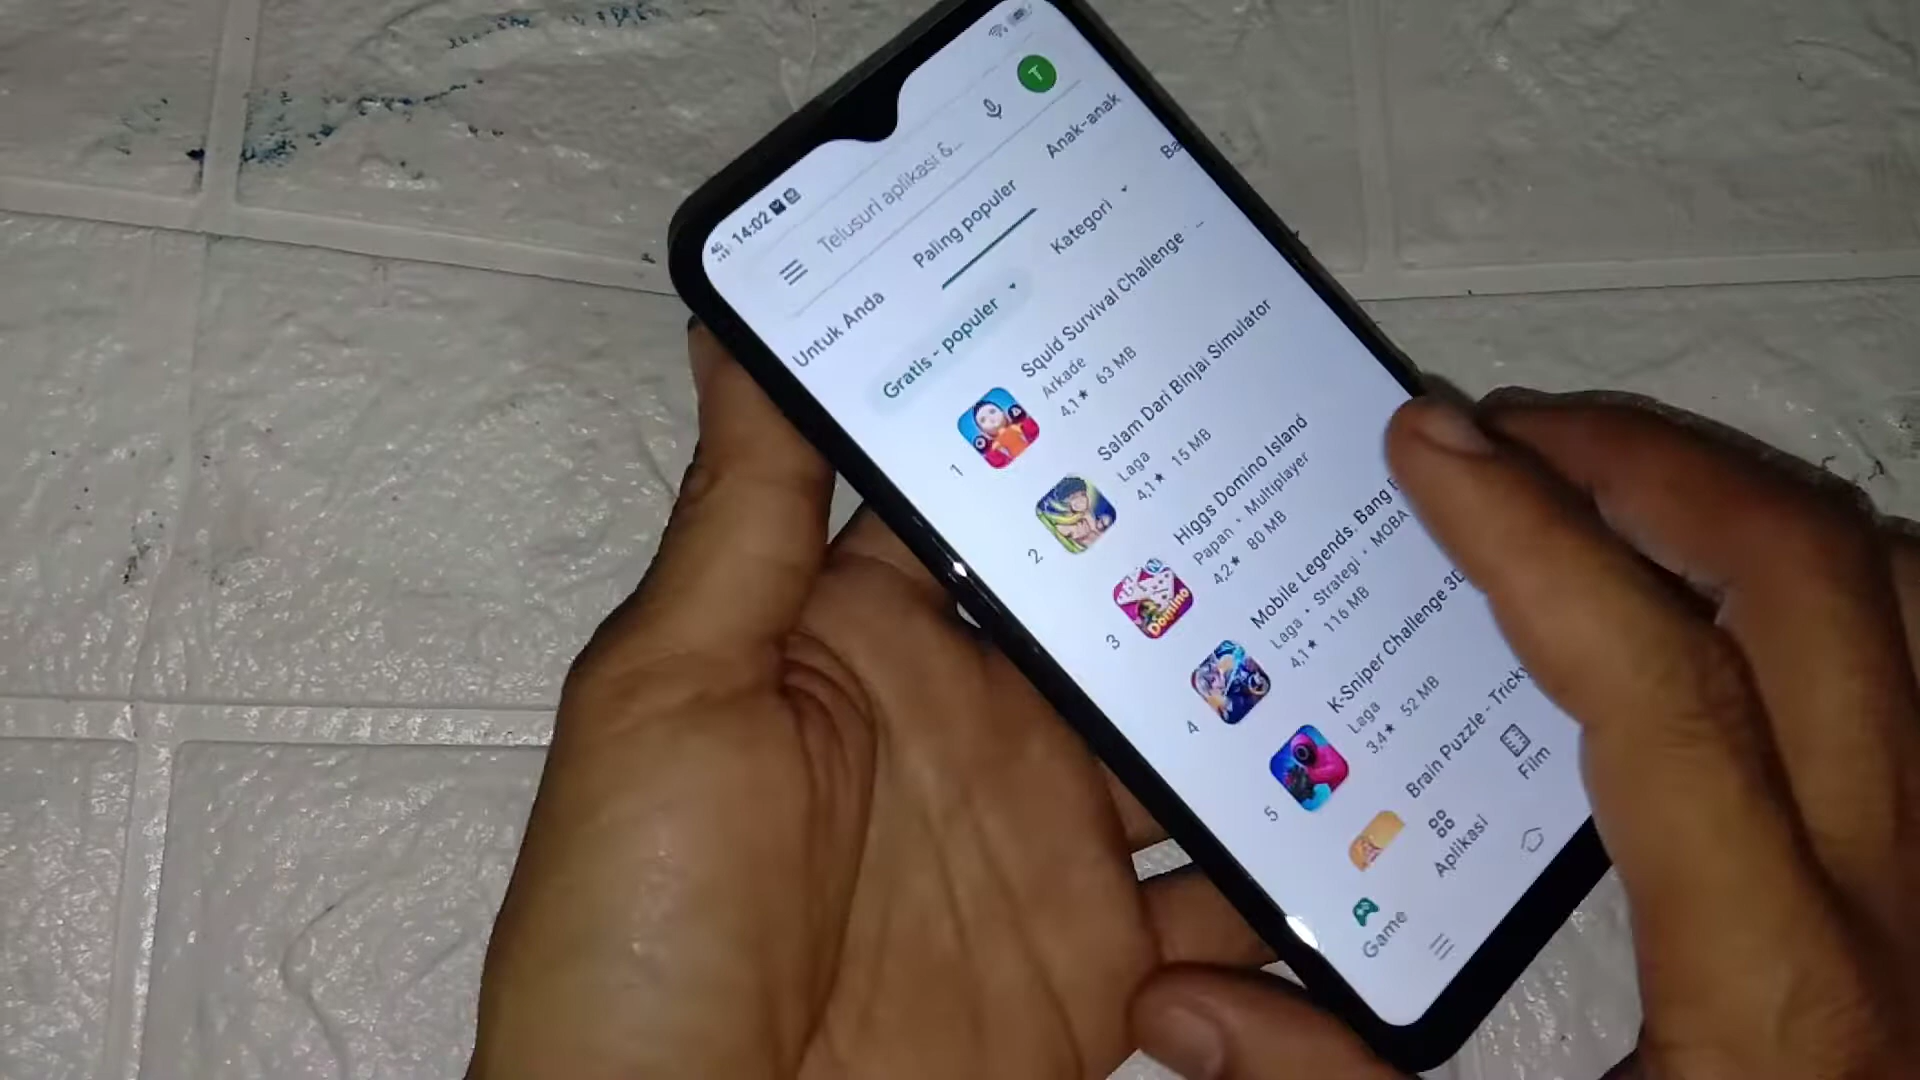 4G 14:02
Telusuri aplikasi &...
T
Untuk Anda Paling populer Anak-anak
Gratis - populer Kategori
1 Squid Survival Challenge - ...
Arkade
4,1★ 63 MB
2 Salam Dari Binjai Simulator
Laga
4,1★ 15 MB
3 Higgs Domino Island
Papan • Multiplayer
4,2★ 80 MB
Domino
4 Mobile Legends: Bang
Laga • Strategi • MOBA
4,1★ 116 MB
5 K-Sniper Challenge 3D
Laga
3,4★ 52 MB
Brain Puzzle - Tricky
Game Aplikasi Film